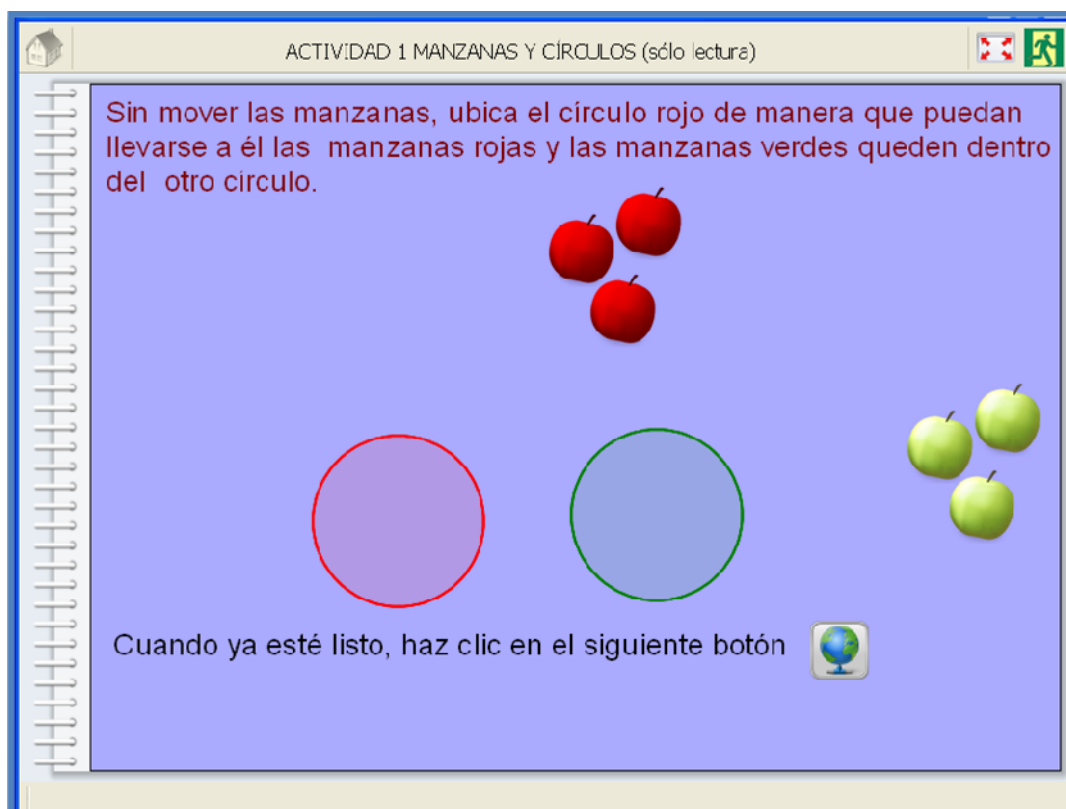 ACTIVIDAD 1 MANZANAS Y CÍRCULOS (sólo lectura)
Sin mover las manzanas, ubica el círculo rojo de manera que puedan
llevarse a él las manzanas rojas y las manzanas verdes queden dentro
del otro círculo.
Cuando ya esté listo, haz clic en el siguiente botón